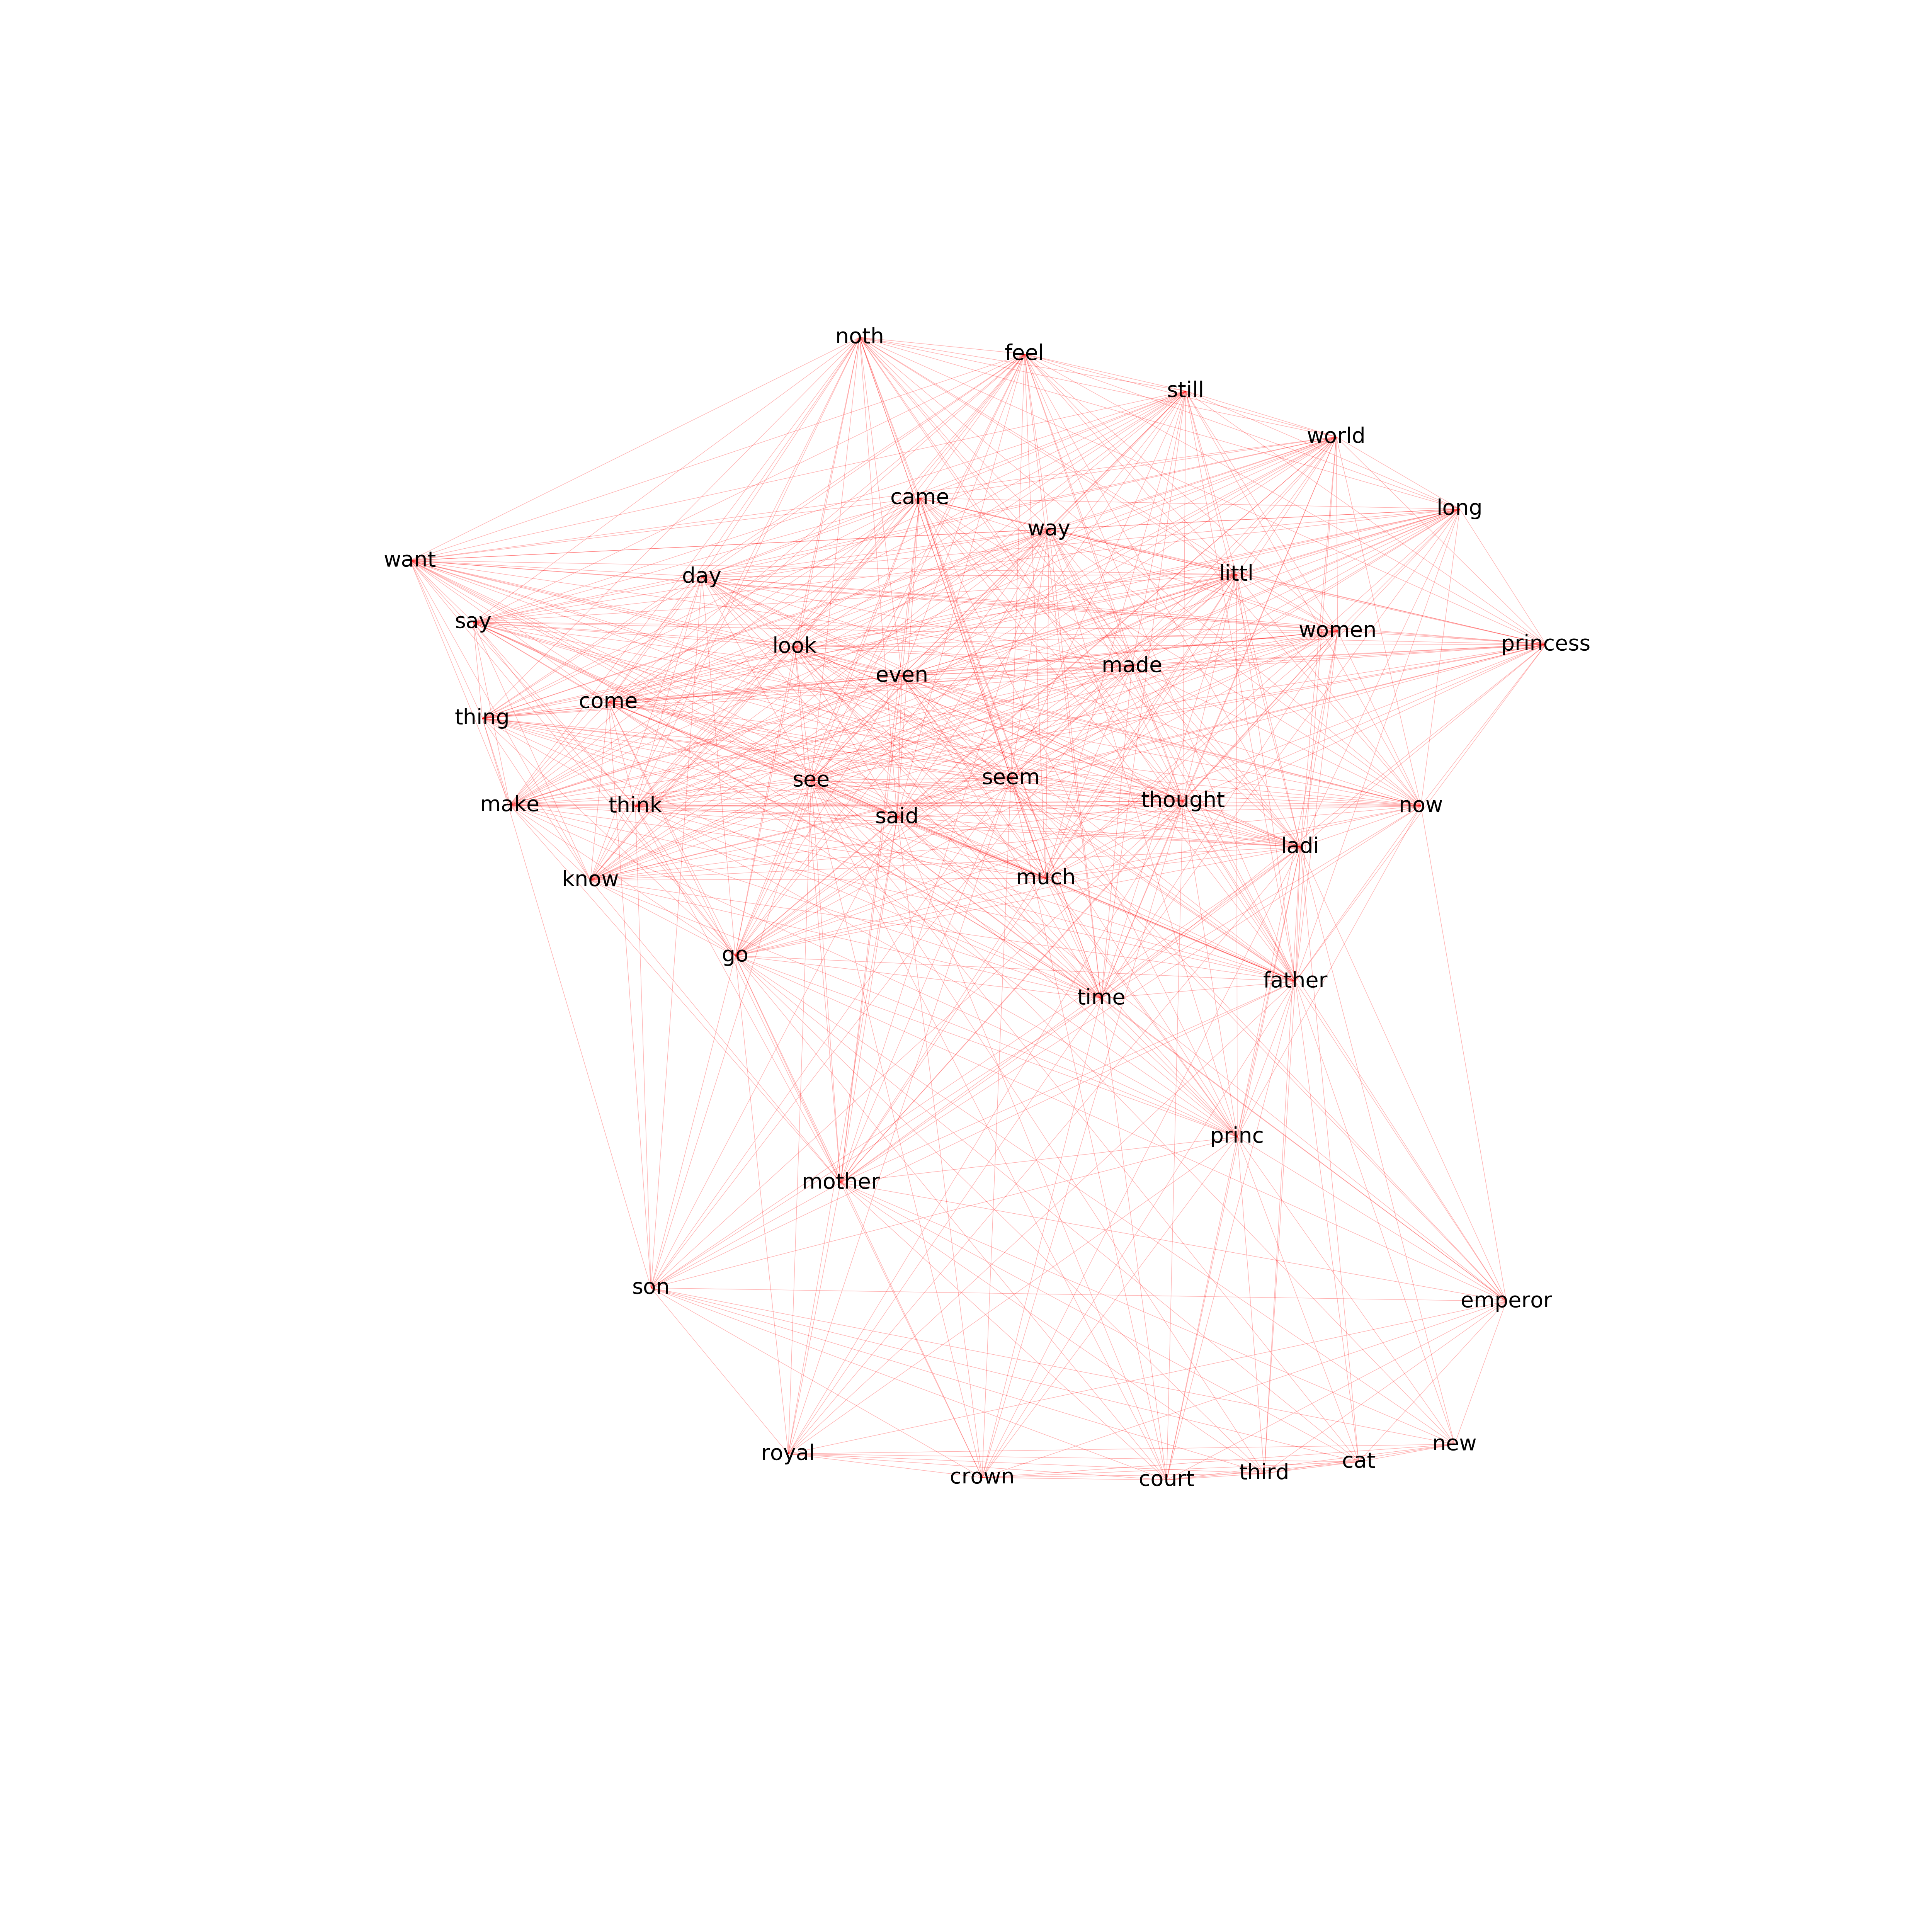 noth
feel
still
world
came
long
way
want
littl
day
say
women
princess
look
made
even
come
thing
seem
see
thought
make
think
now
said
ladi
much
know
go
father
time
princ
mother
son
emperor
new
royal
cat
third
crown
court